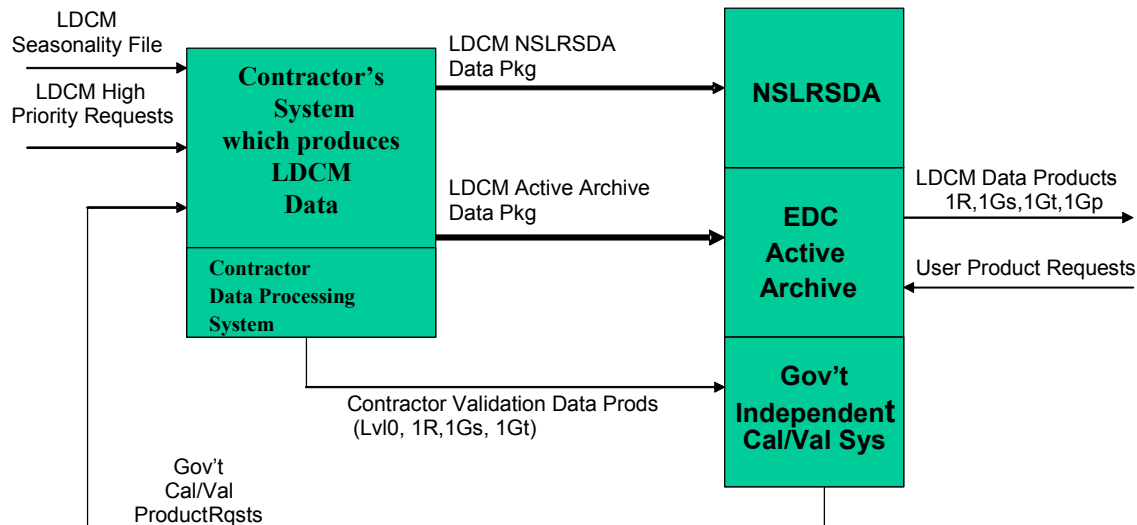 LDCM
Seasonality File
LDCM High
Priority Requests
Contractor's
System
which produces
LDCM
Data
Contractor
Data Processing
System
LDCM NSLRSDA
Data Pkg
LDCM Active Archive
Data Pkg
NSLRSDA
EDC
Active
Archive
Gov't
Independent
Cal/Val Sys
LDCM Data Products
1R,1Gs,1Gt,1Gp
User Product Requests
Contractor Validation Data Prods
(Lvl0, 1R,1Gs, 1Gt)
Gov't
Cal/Val
ProductRqsts